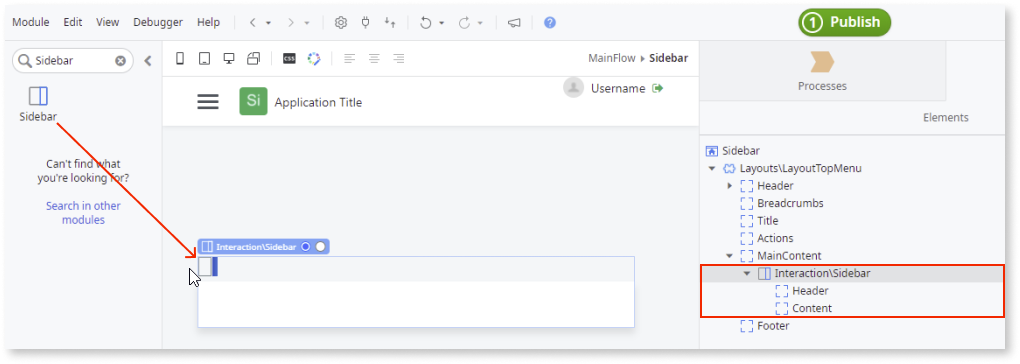 Module Edit View Debugger Help
1 Publish
Sidebar
CSS
MainFlow Sidebar
Sidebar
Can't find what
you're looking for?
Search in other
modules
Si Application Title
Username
Interaction\Sidebar
Processes
Elements
Sidebar
Layouts\LayoutTopMenu
Header
Breadcrumbs
Title
Actions
MainContent
Interaction\Sidebar
Header
Content
Footer